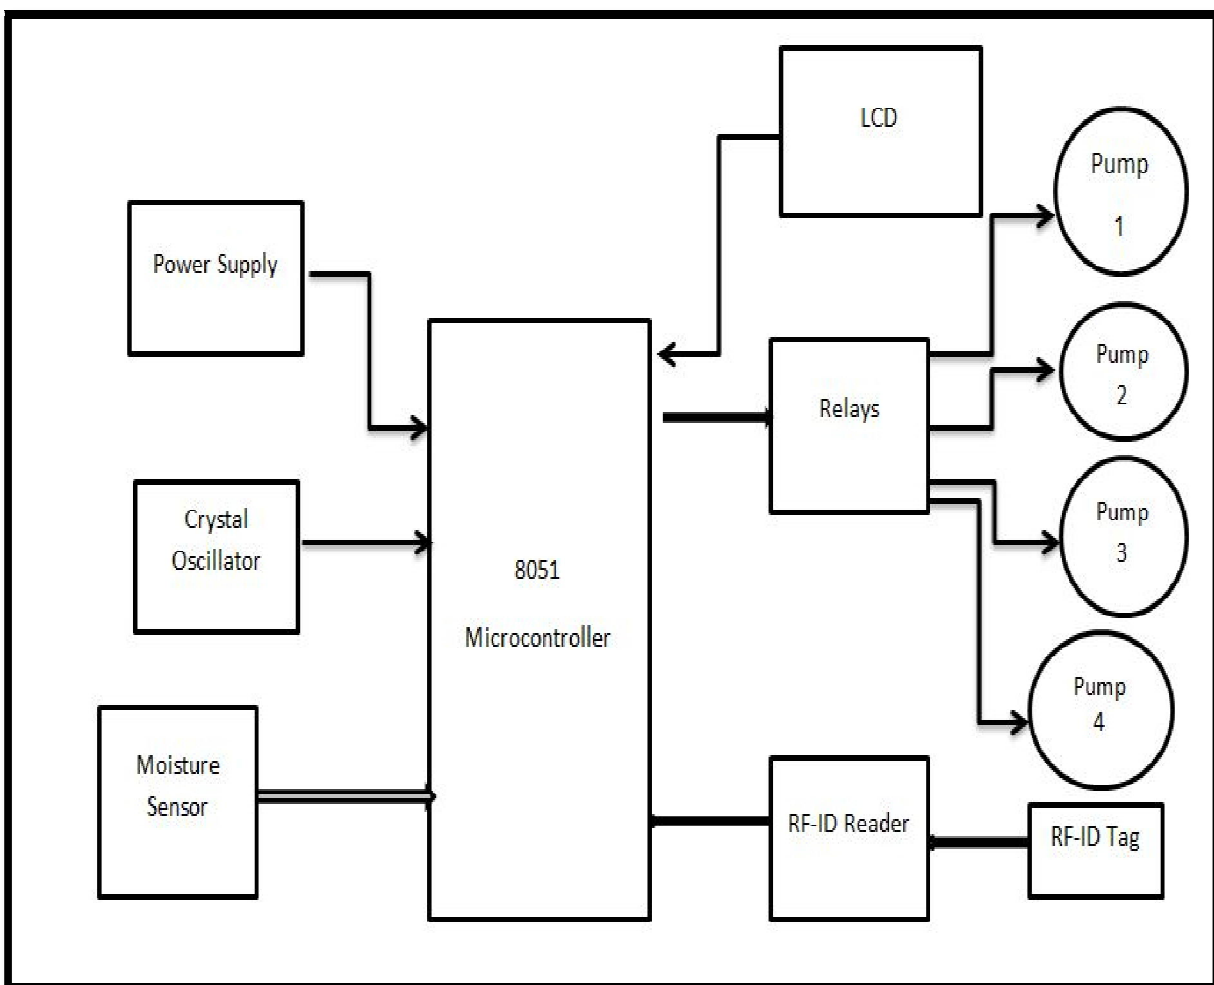 LCD
Pump
1
Power Supply
Pump
2
Relays
Crystal
Oscillator
Pump
3
8051
Microcontroller
Pump
4
Moisture
Sensor
RF-ID Reader
RF-ID Tag